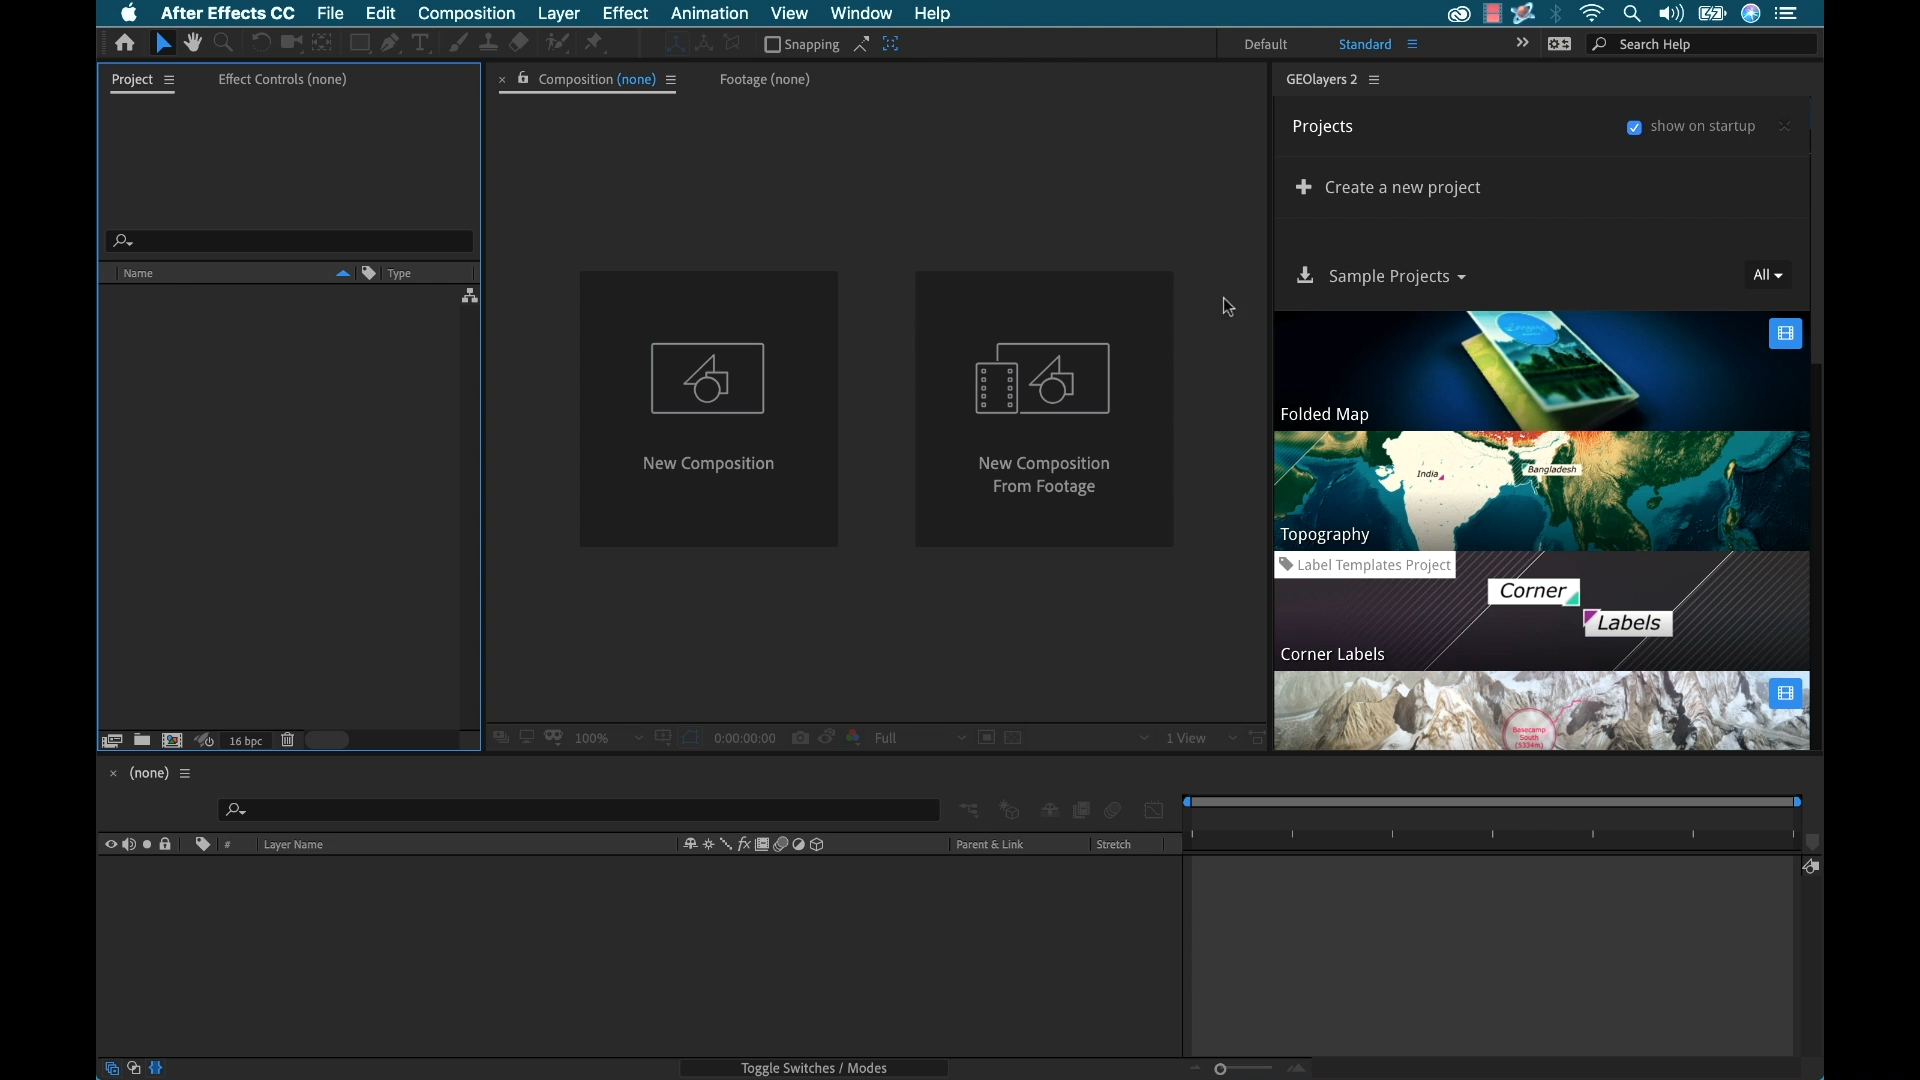 After Effects CC File Edit Composition Layer Effect Animation View Window Help
Snapping Default Standard Search Help
Project Effect Controls (none) Composition (none) Footage (none) GEOlayers 2
Projects show on startup
Create a new project
Sample Projects All
Name Type
New Composition
New Composition
From Footage
Folded Map
India Bangladesh
Topography
Label Templates Project
Corner
Labels
Corner Labels
Basecamp
South
(5334m)
16 bpc 100% 0:00:00:00 Full 1 View
(none)
# Layer Name fx Parent & Link Stretch
Toggle Switches / Modes